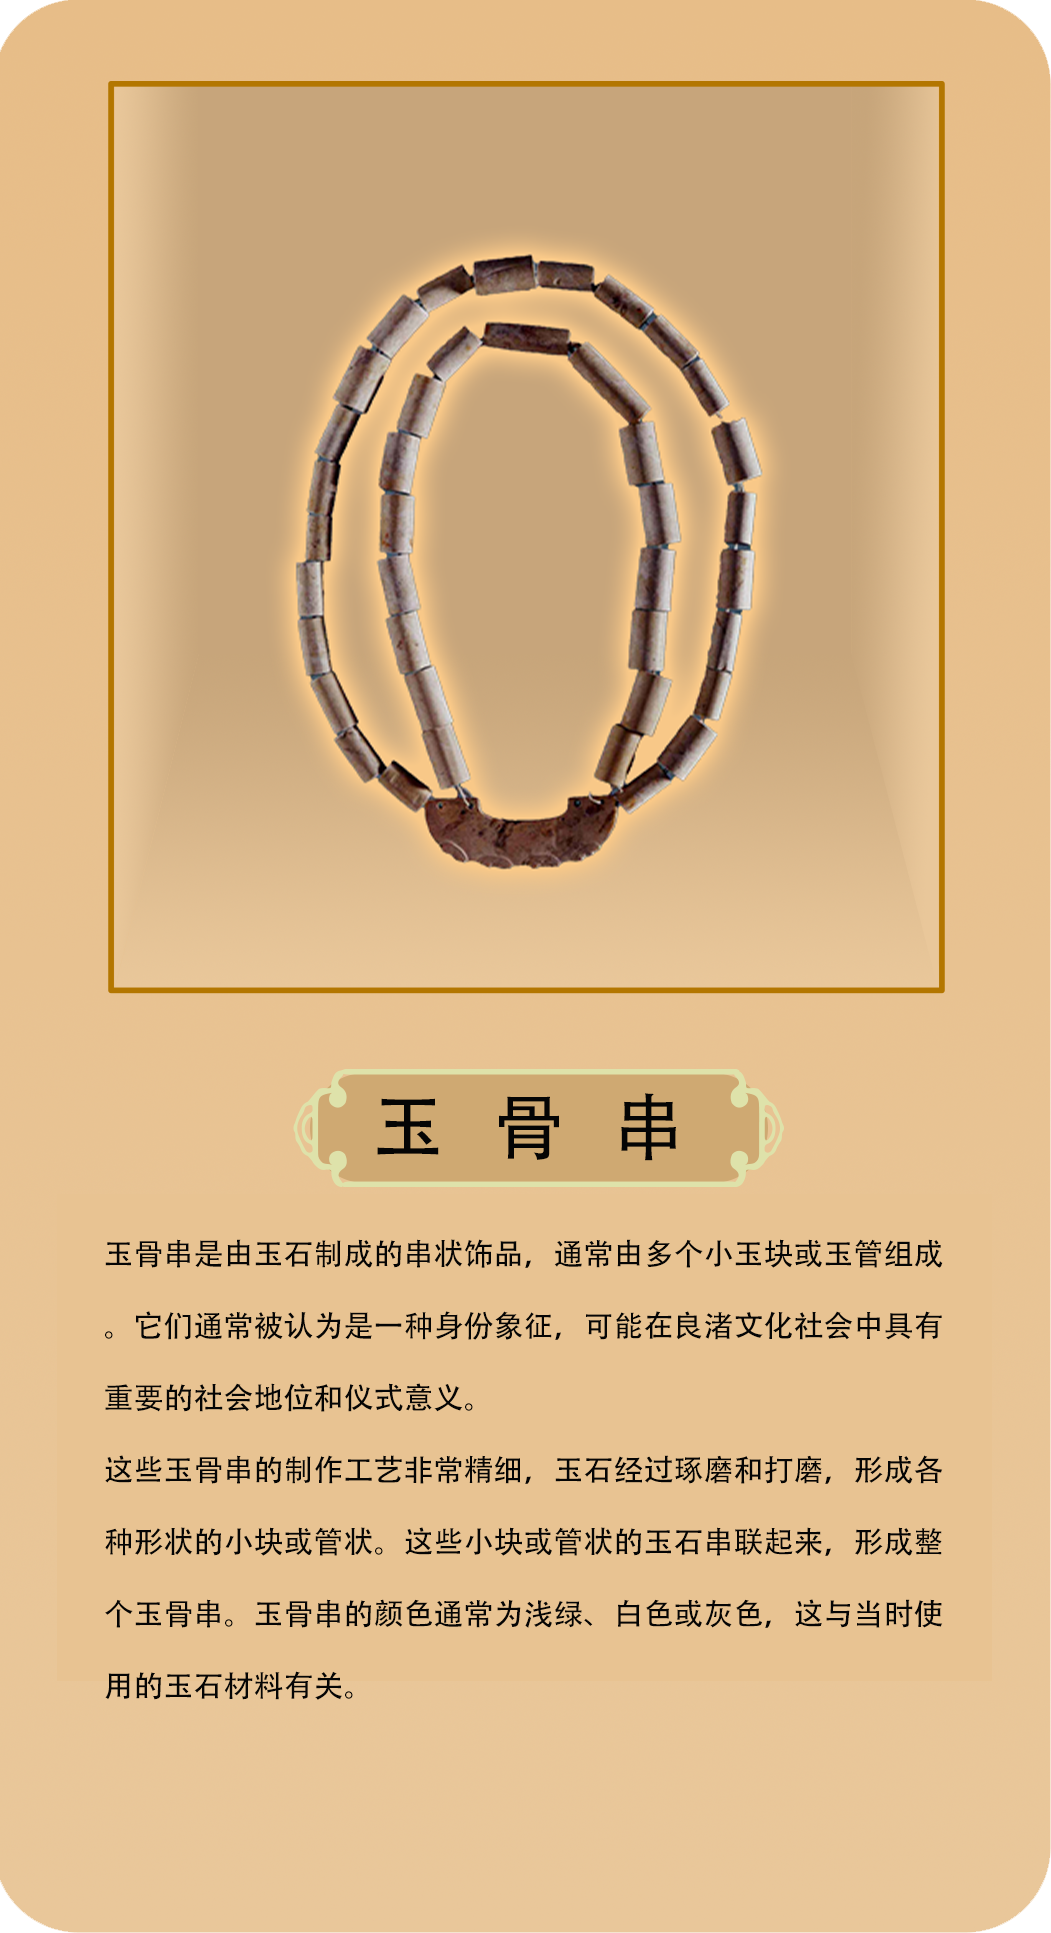 玉骨串
玉骨串是由玉石制成的串状饰品，通常由多个小玉块或玉管组成
。它们通常被认为是一种身份象征，可能在良渚文化社会中具有
重要的社会地位和仪式意义。
这些玉骨串的制作工艺非常精细，玉石经过琢磨和打磨，形成各
种形状的小块或管状。这些小块或管状的玉石串联起来，形成整
个玉骨串。玉骨串的颜色通常为浅绿、白色或灰色，这与当时使
用的玉石材料有关。